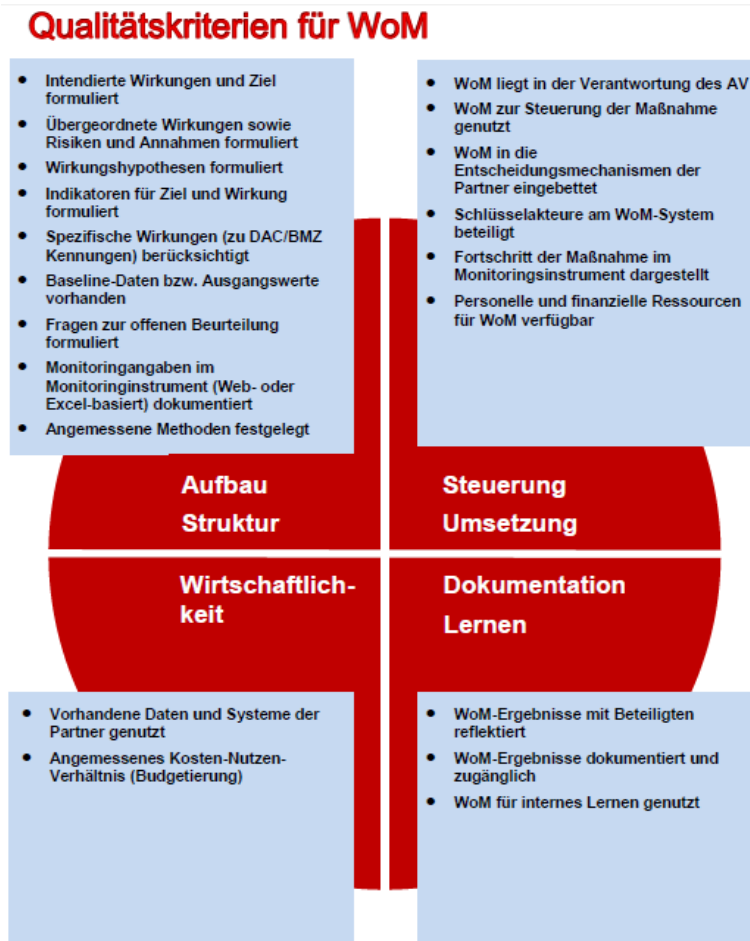 Qualitätskriterien für WoM
● Intendierte Wirkungen und Ziel
formuliert
● Übergeordnete Wirkungen sowie
Risiken und Annahmen formuliert
● Wirkungshypothesen formuliert
● Indikatoren für Ziel und Wirkung
formuliert
● Spezifische Wirkungen (zu DAC/BMZ
Kennungen) berücksichtigt
● Baseline-Daten bzw. Ausgangswerte
vorhanden
● Fragen zur offenen Beurteilung
formuliert
● Monitoringangaben im
Monitoringinstrument (Web- oder
Excel-basiert) dokumentiert
● Angemessene Methoden festgelegt
● WoM liegt in der Verantwortung des AV
● WoM zur Steuerung der Maßnahme
genutzt
● WoM in die
Entscheidungsmechanismen der
Partner eingebettet
● Schlüsselakteure am WoM-System
beteiligt
● Fortschritt der Maßnahme im
Monitoringsinstrument dargestellt
● Personelle und finanzielle Ressourcen
für WoM verfügbar
Aufbau
Struktur
Steuerung
Umsetzung
Wirtschaftlich-
keit
Dokumentation
Lernen
● Vorhandene Daten und Systeme der
Partner genutzt
● Angemessenes Kosten-Nutzen-
Verhältnis (Budgetierung)
● WoM-Ergebnisse mit Beteiligten
reflektiert
● WoM-Ergebnisse dokumentiert und
zugänglich
● WoM für internes Lernen genutzt